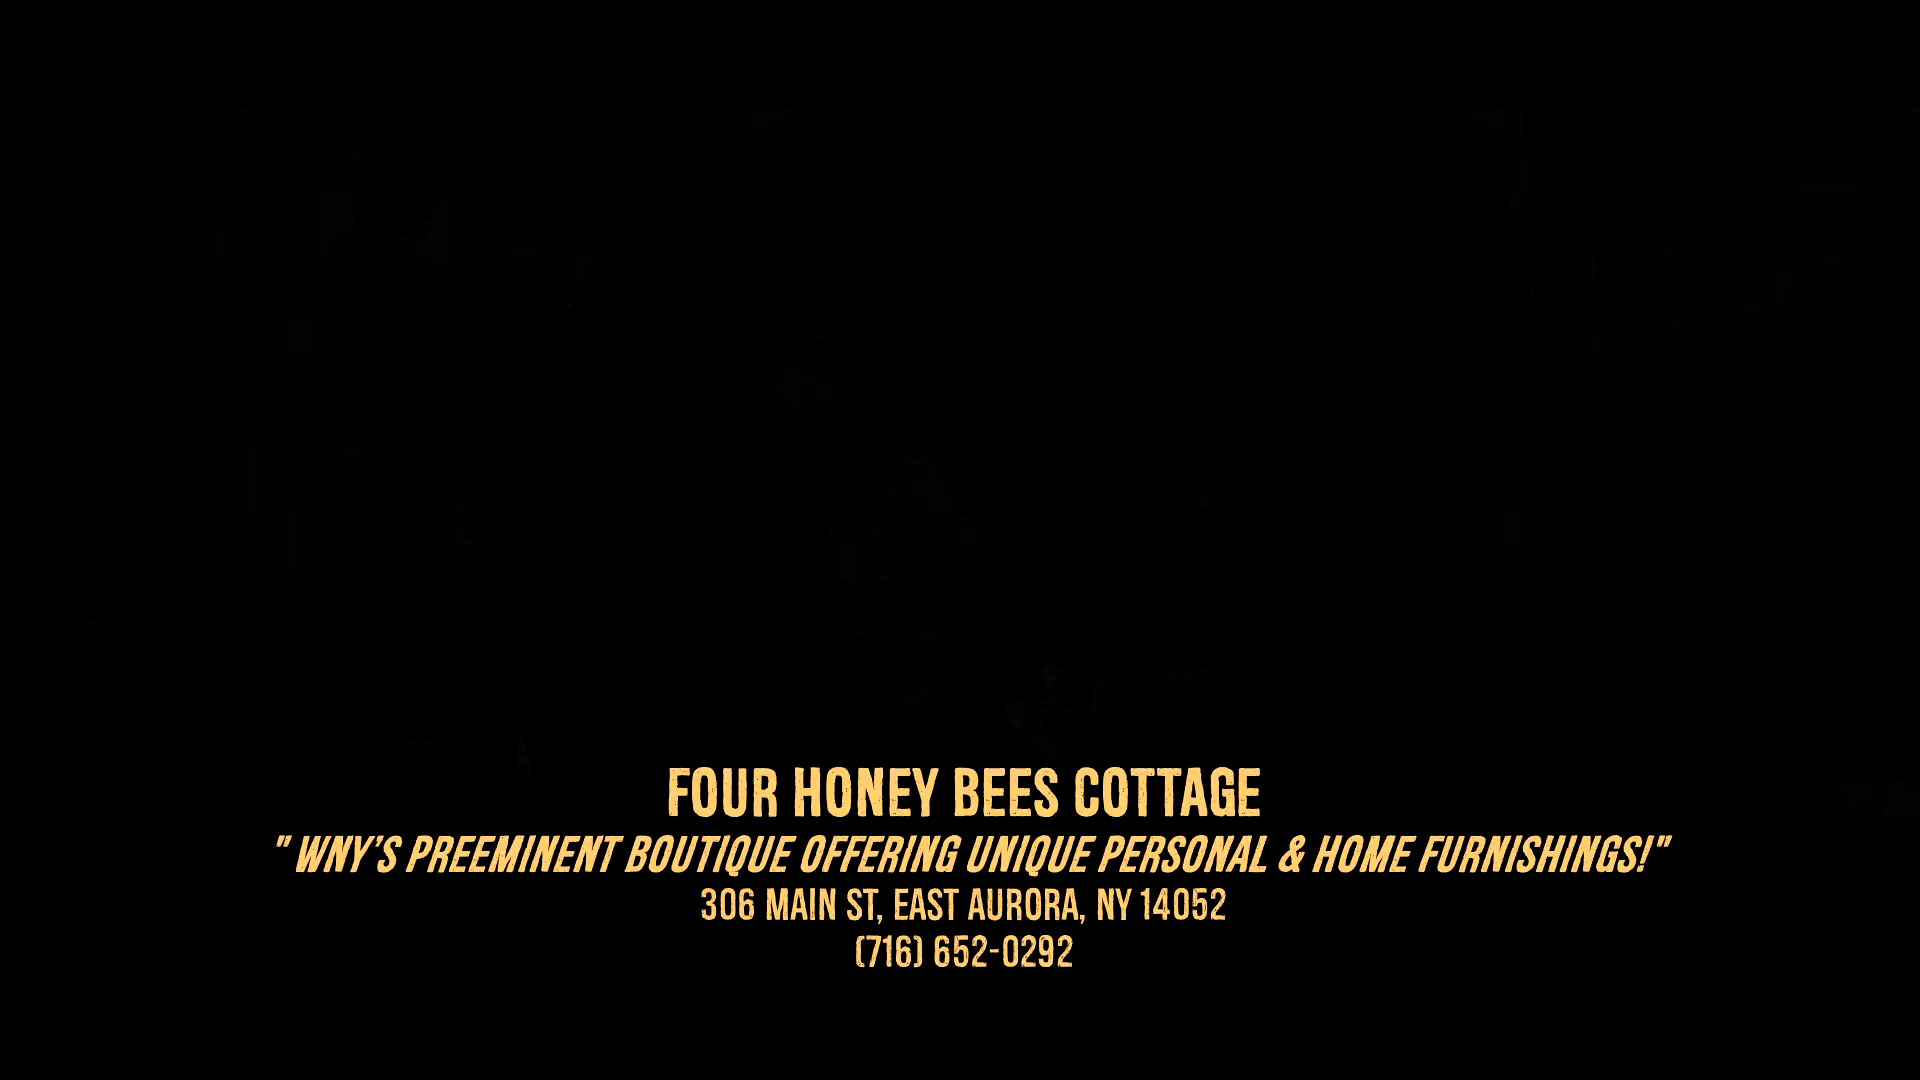 FOUR HONEY BEES COTTAGE
" WNY'S PREEMINENT BOUTIQUE OFFERING UNIQUE PERSONAL & HOME FURNISHINGS!"
306 MAIN ST, EAST AURORA, NY 14052
(716) 652-0292